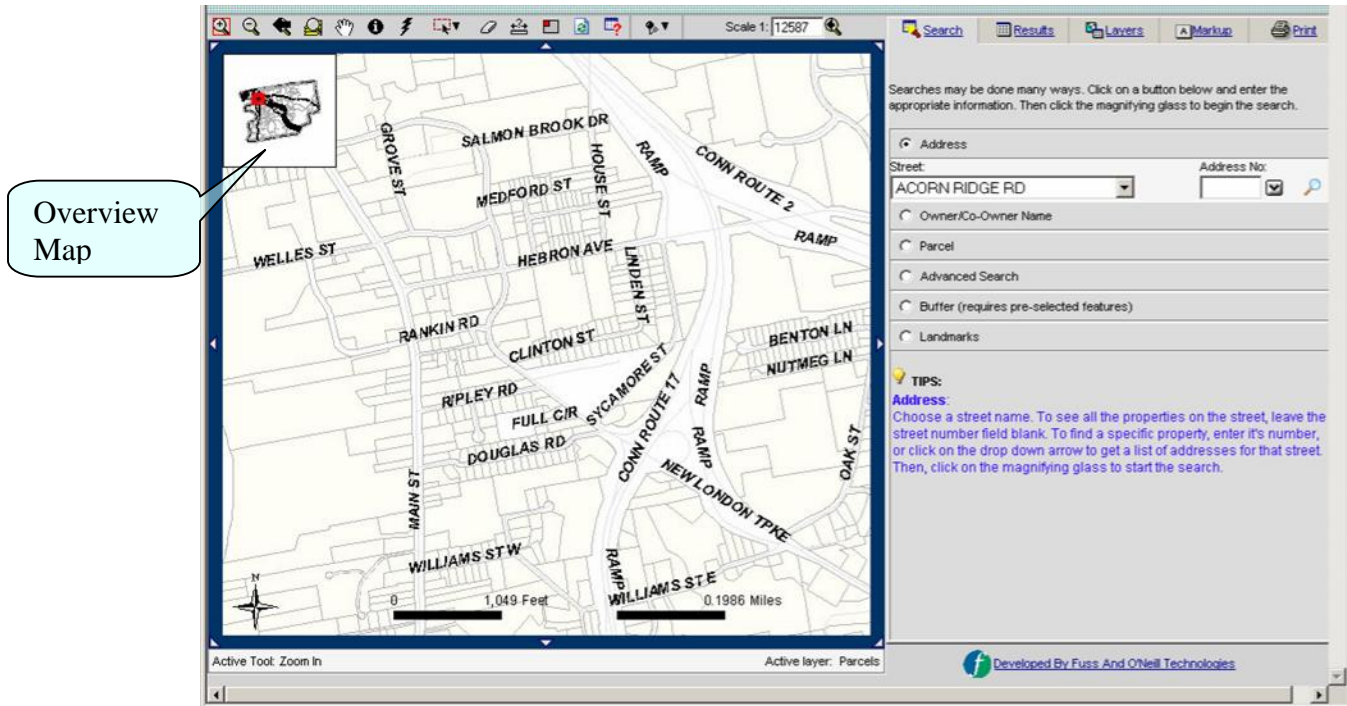 Scale 1: 12587
Search
Results
Layers
A Markup
Print
Overview
Map
GROVE ST
SALMON BROOK DR
HOUSE ST
RAMP
CONN ROUTE 2
MEDFORD ST
RAMP
WELLES ST
HEBRON AVE
LINDEN ST
RANKIN RD
CLINTON ST
BENTON LN
NUTMEG LN
RIPLEY RD
SYCAMORE ST
RAMP
FULL CIR
CONN ROUTE 17
DOUGLAS RD
RAMP
OAK ST
MAIN ST
NEW LONDON TPKE
WILLIAMS ST W
RAMP
WILLIAMS ST E
N
0
1,049 Feet
0.1986 Miles
Active Tool: Zoom In
Active layer: Parcels
Searches may be done many ways. Click on a button below and enter the
appropriate information. Then click the magnifying glass to begin the search.
Address
Street:
Address No:
ACORN RIDGE RD
Owner/Co-Owner Name
Parcel
Advanced Search
Buffer (requires pre-selected features)
Landmarks
TIPS:
Address:
Choose a street name. To see all the properties on the street, leave the
street number field blank. To find a specific property, enter it's number,
or click on the drop down arrow to get a list of addresses for that street.
Then, click on the magnifying glass to start the search.
f
Developed By Fuss And O'Neill Technologies